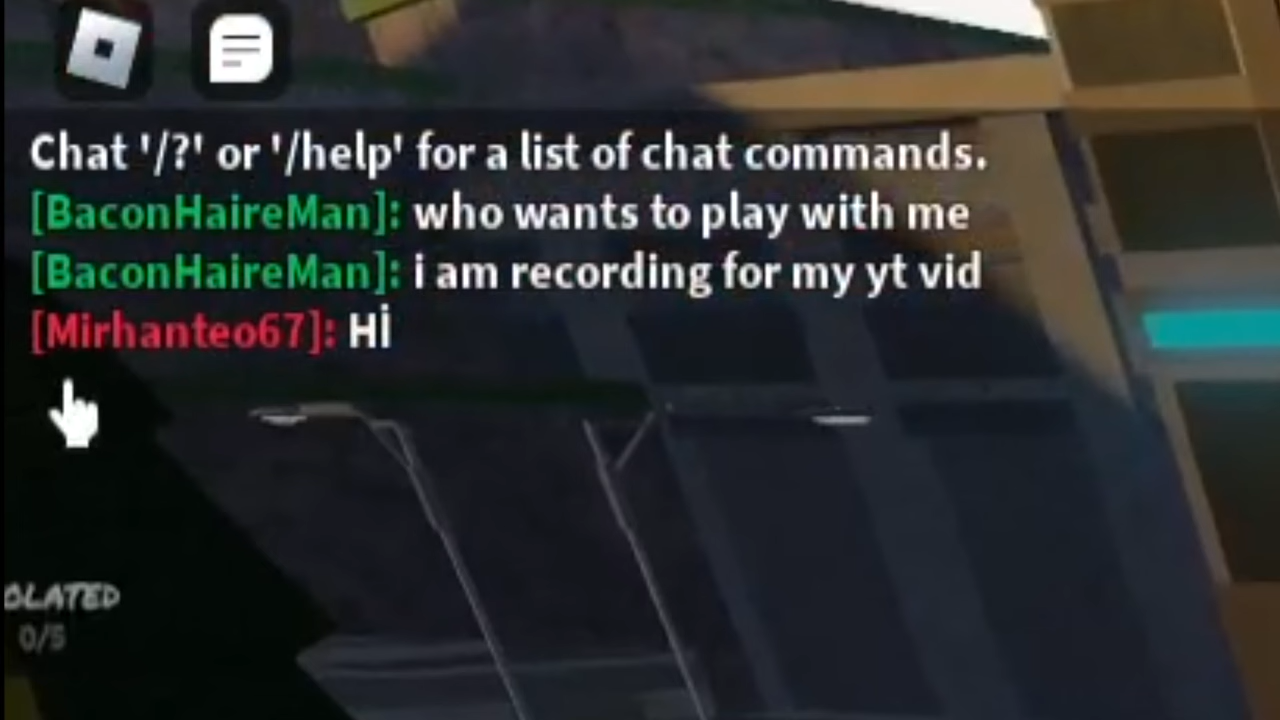 Chat '/?' or '/help' for a list of chat commands.
[BaconHaireMan]: who wants to play with me
[BaconHaireMan]: i am recording for my yt vid
[Mirhanteo67]: Hİ
OLATED
0/5